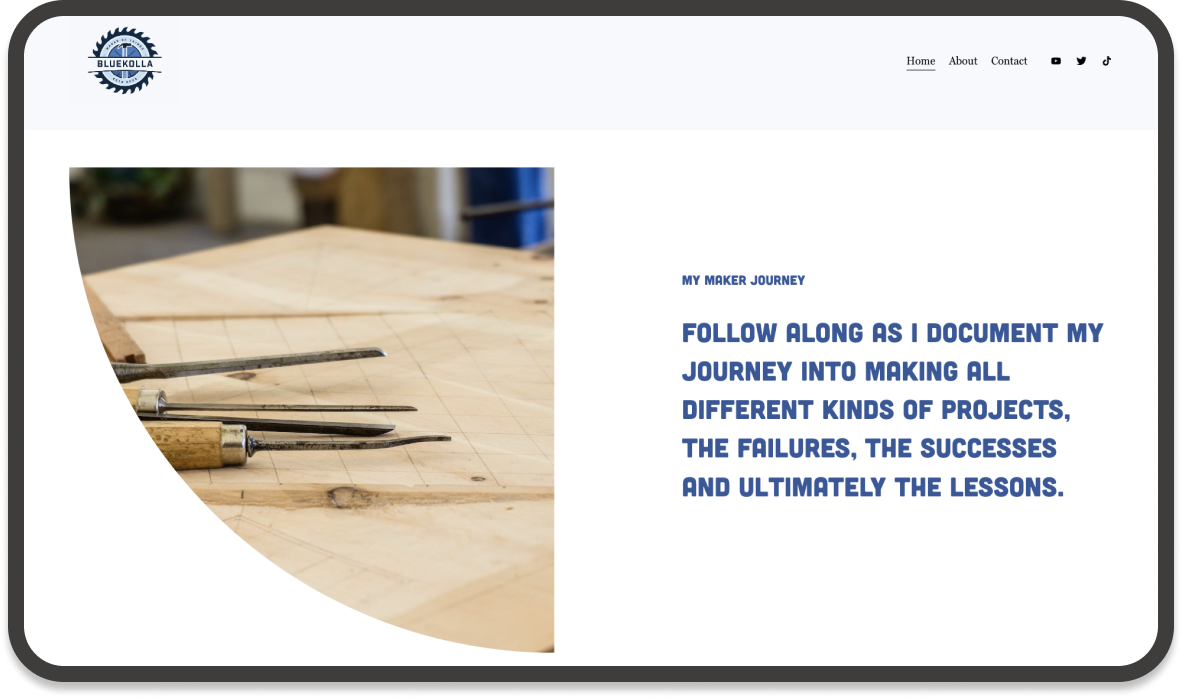 BLUEKOLLA
Home About Contact
MY MAKER JOURNEY
FOLLOW ALONG AS I DOCUMENT MY
JOURNEY INTO MAKING ALL
DIFFERENT KINDS OF PROJECTS,
THE FAILURES, THE SUCCESSES
AND ULTIMATELY THE LESSONS.